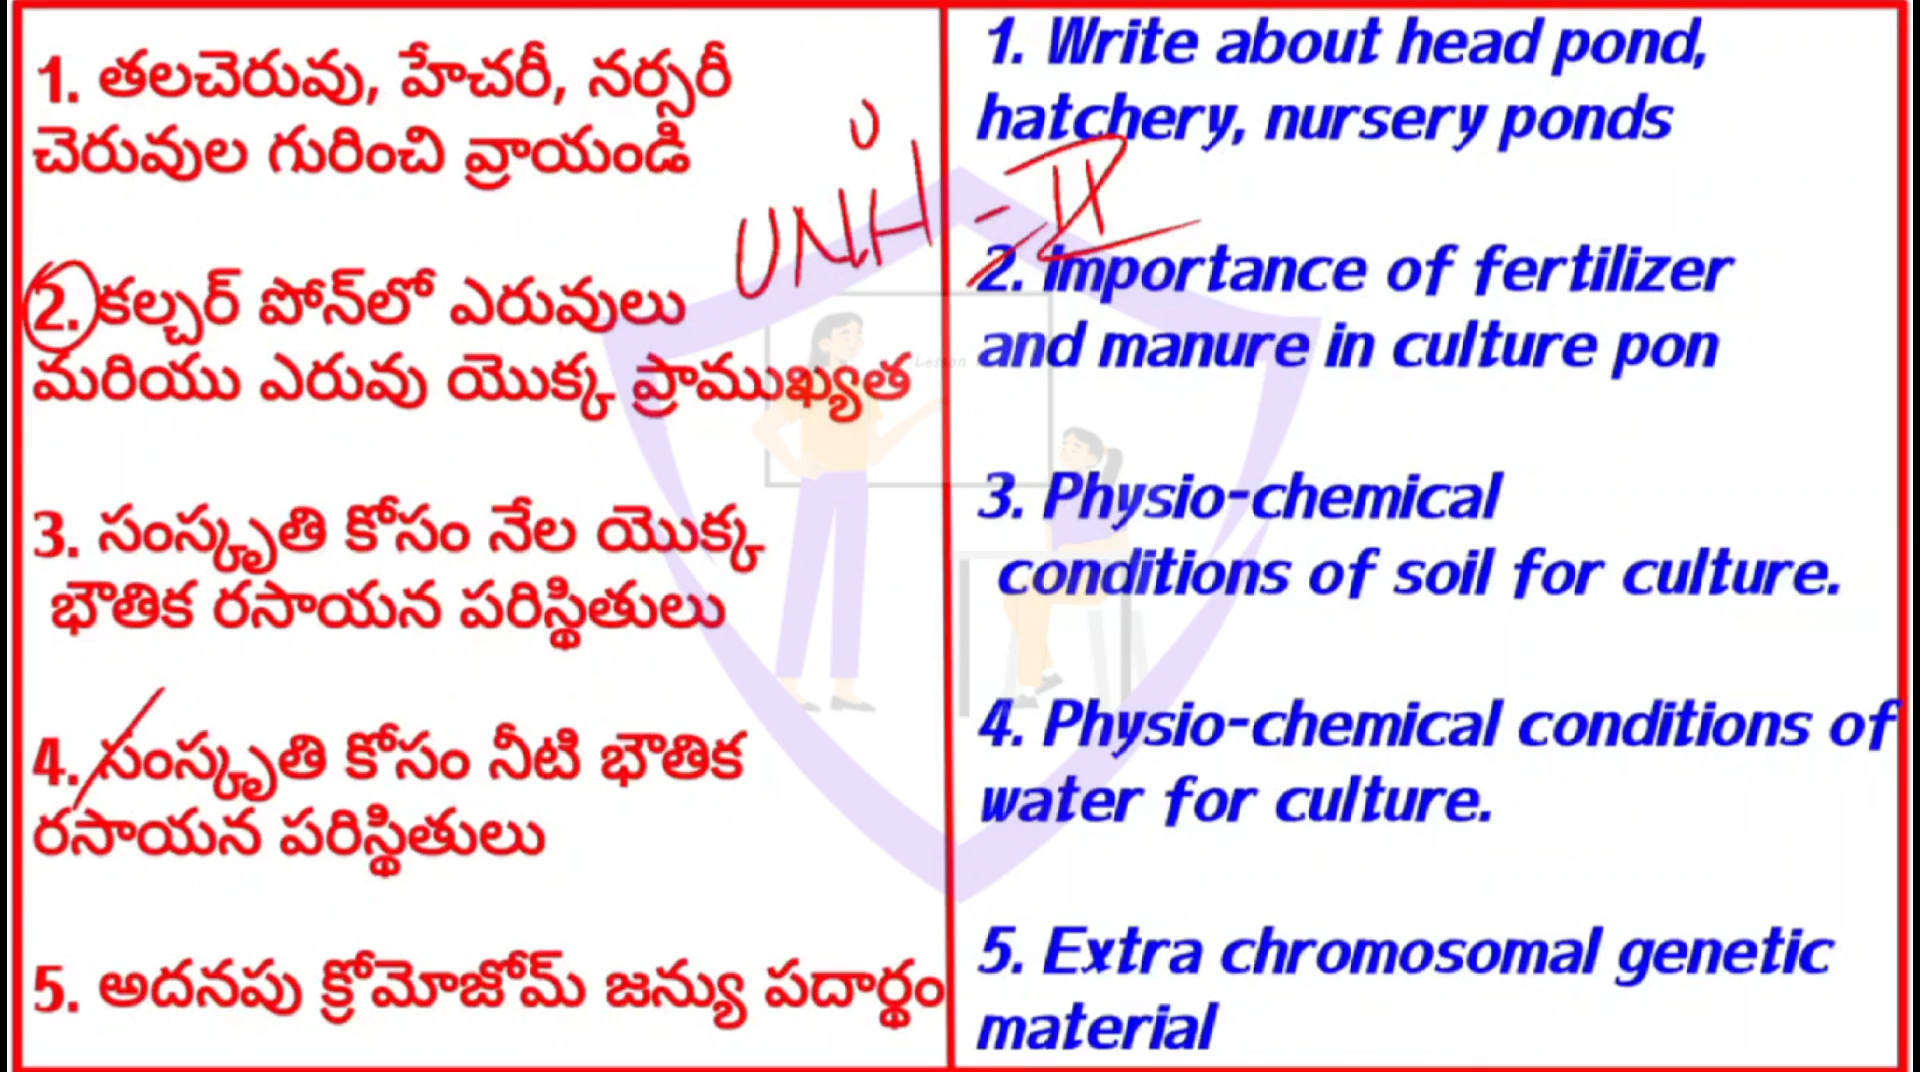 1. తలచెరువు, హేచరీ, నర్సరీ
చెరువుల గురించి వ్రాయండి
2. కల్చర్ పోన్‌లో ఎరువులు
మరియు ఎరువు యొక్క ప్రాముఖ్యత
3. సంస్కృతి కోసం నేల యొక్క
భౌతిక రసాయన పరిస్థితులు
4. సంస్కృతి కోసం నీటి భౌతిక
రసాయన పరిస్థితులు
5. అదనపు క్రోమోజోమ్ జన్యు పదార్థం
UNit - II
1. Write about head pond,
hatchery, nursery ponds
2. Importance of fertilizer
and manure in culture pon
3. Physio-chemical
conditions of soil for culture.
4. Physio-chemical conditions of
water for culture.
5. Extra chromosomal genetic
material
Lesson